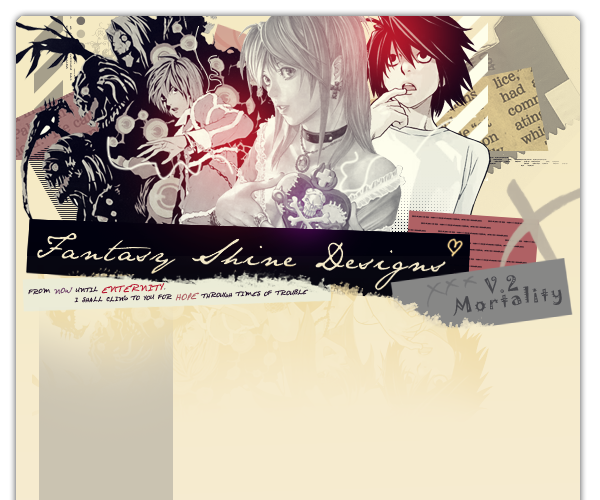 lice,
had
comm
ating
whic
Fantasy Shine Designs
FROM NOW UNTIL ENTERNITY.
I SHALL CLING TO YOU FOR HOPE THROUGH TIMES OF TROUBLE
xxx V.2
Mortality